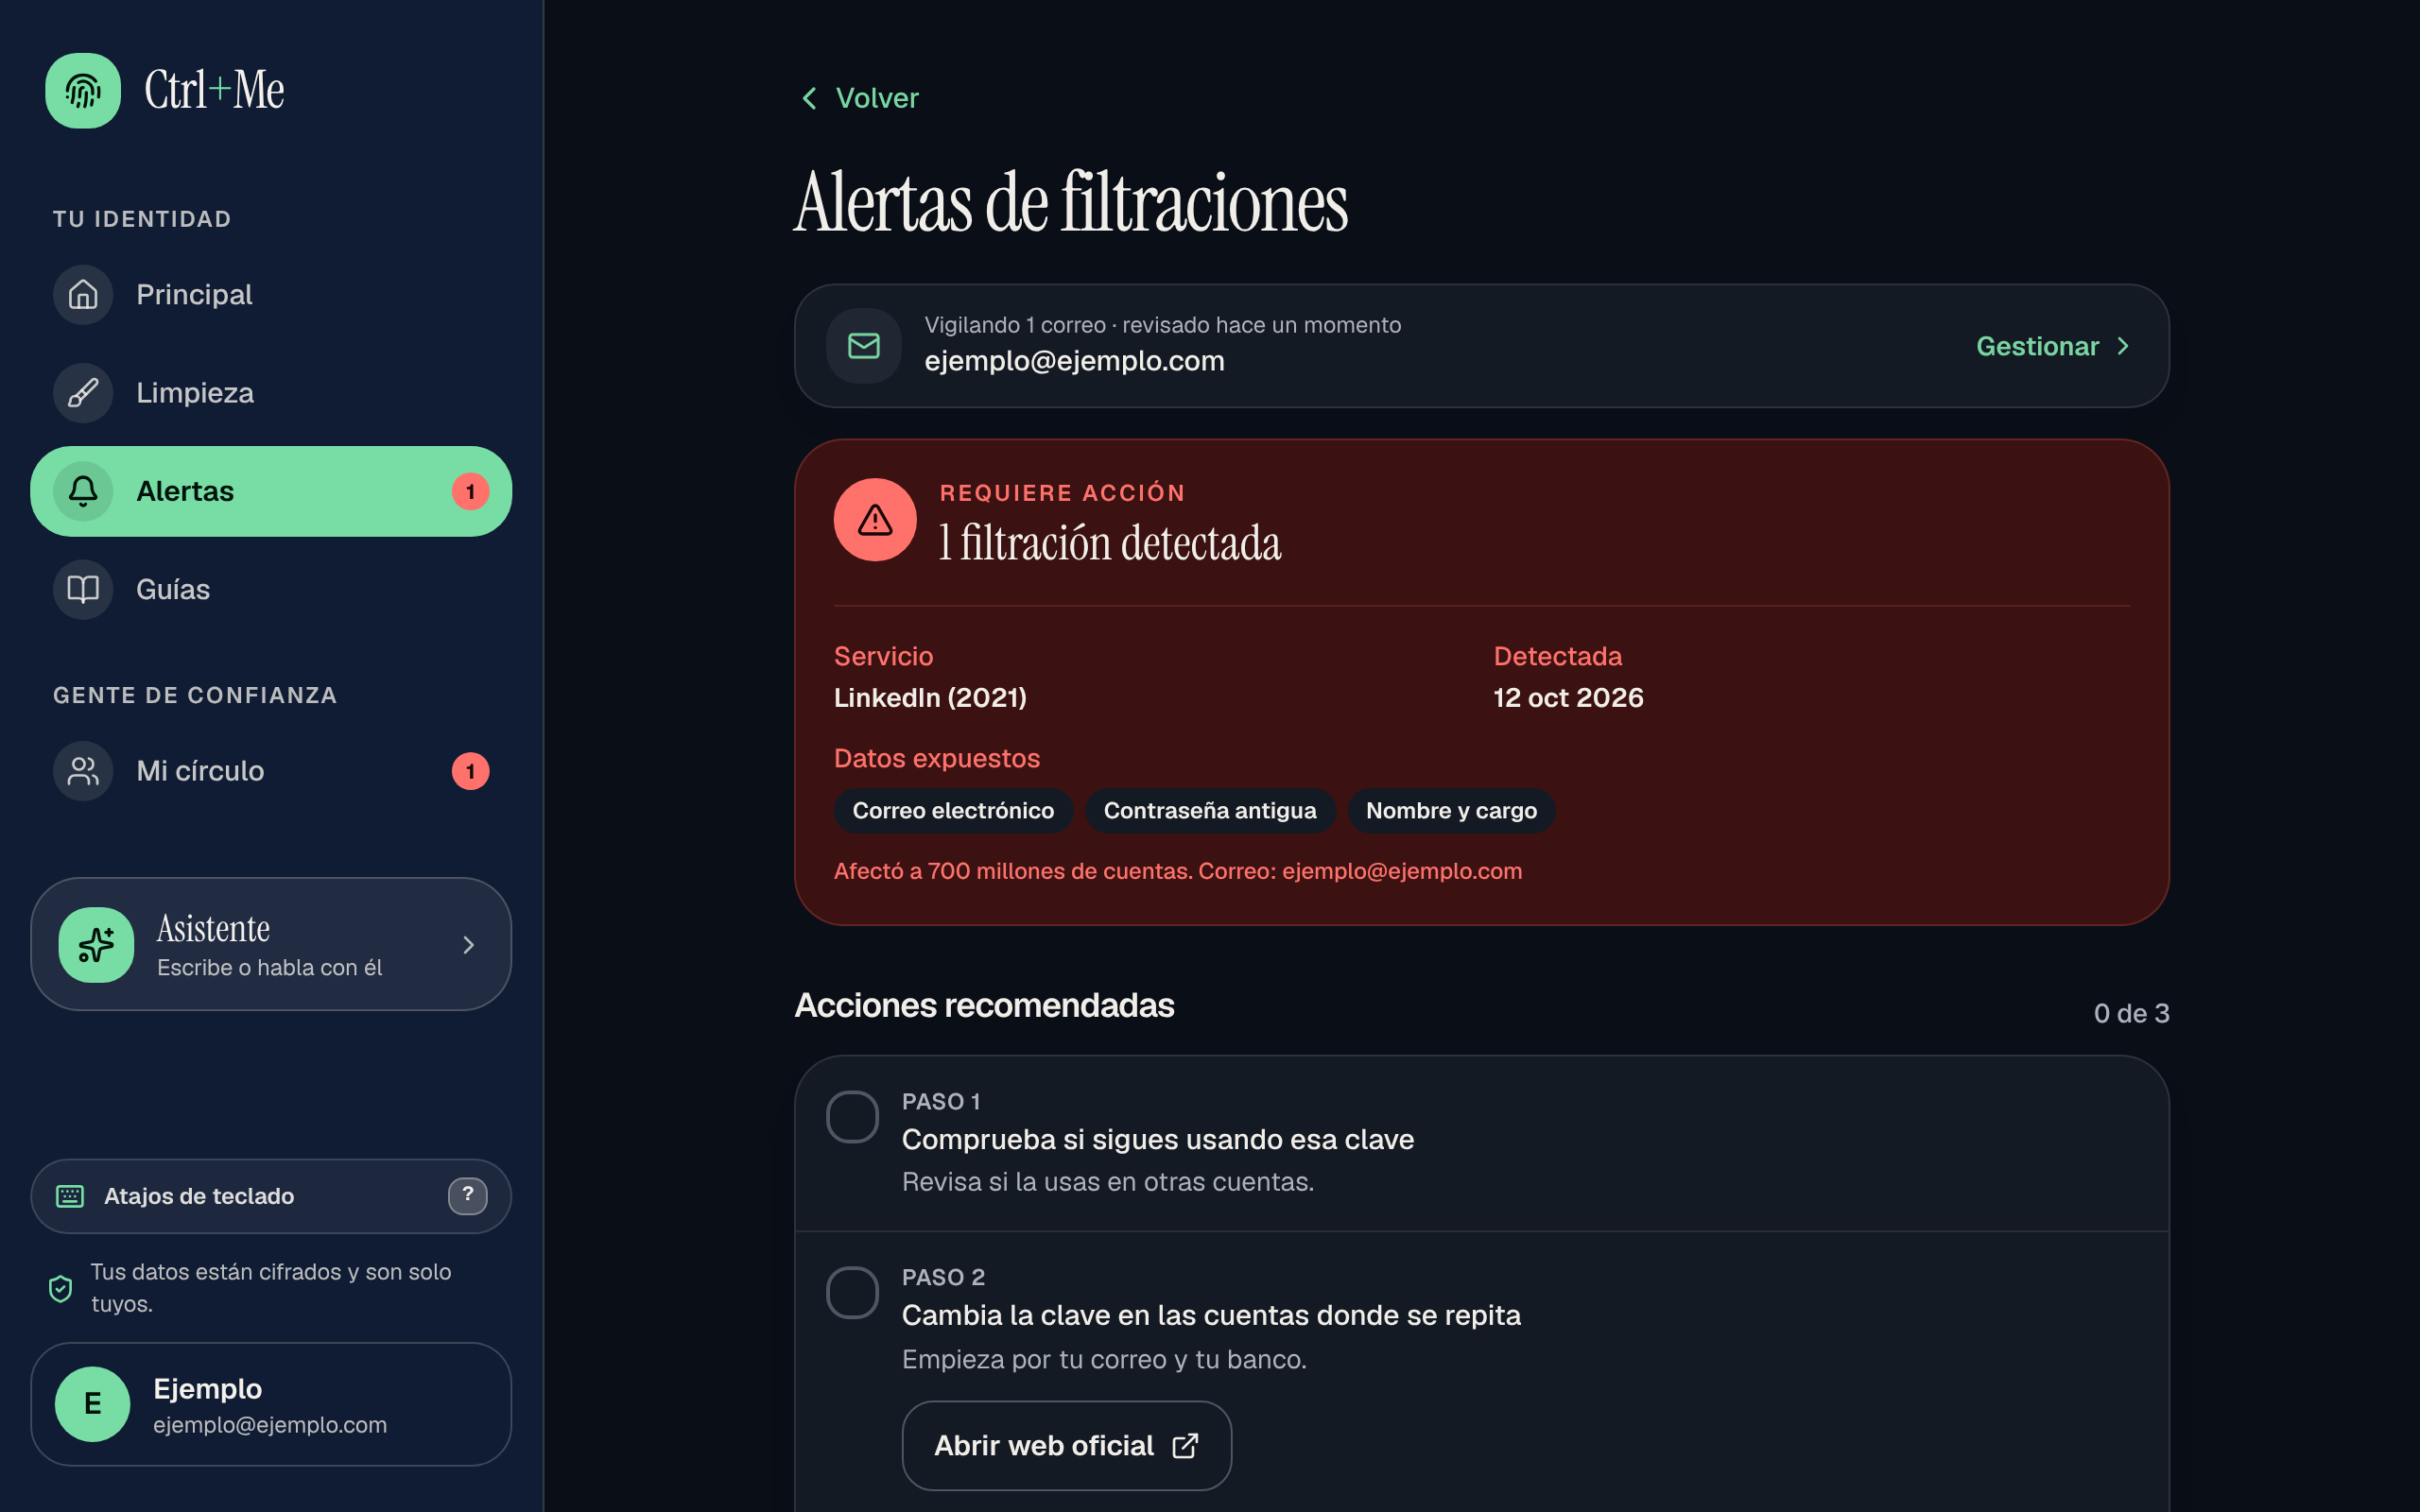 Ctrl+Me
TU IDENTIDAD
Principal
Limpieza
Alertas
1
Guías
GENTE DE CONFIANZA
Mi círculo
1
Asistente
Escribe o habla con él
Atajos de teclado
?
Tus datos están cifrados y son solo
tuyos.
E
Ejemplo
ejemplo@ejemplo.com
Volver
Alertas de filtraciones
Vigilando 1 correo · revisado hace un momento
ejemplo@ejemplo.com
Gestionar
REQUIERE ACCIÓN
1 filtración detectada
Servicio
LinkedIn (2021)
Detectada
12 oct 2026
Datos expuestos
Correo electrónico
Contraseña antigua
Nombre y cargo
Afectó a 700 millones de cuentas. Correo: ejemplo@ejemplo.com
Acciones recomendadas
0 de 3
PASO 1
Comprueba si sigues usando esa clave
Revisa si la usas en otras cuentas.
PASO 2
Cambia la clave en las cuentas donde se repita
Empieza por tu correo y tu banco.
Abrir web oficial